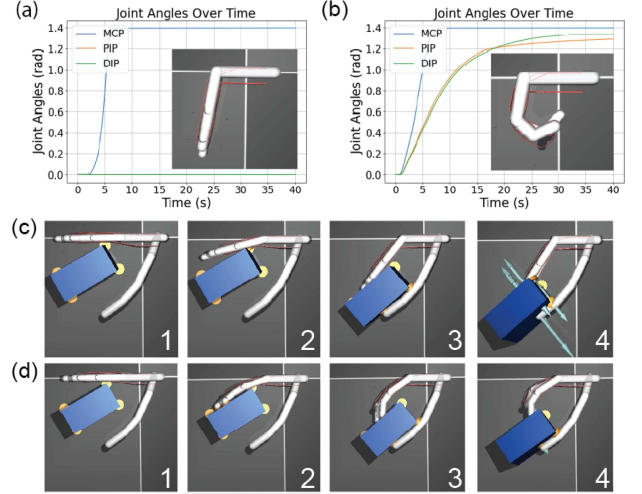 (a)
Joint Angles Over Time
Joint Angles (rad)
1.4
1.2
1.0
0.8
0.6
0.4
0.2
0.0
MCP
PIP
DIP
0 5 10 15 20 25 30 35 40
Time (s)
(b)
Joint Angles Over Time
Joint Angles (rad)
1.4
1.2
1.0
0.8
0.6
0.4
0.2
0.0
MCP
PIP
DIP
0 5 10 15 20 25 30 35 40
Time (s)
(c)
1 2 3 4
(d)
1 2 3 4